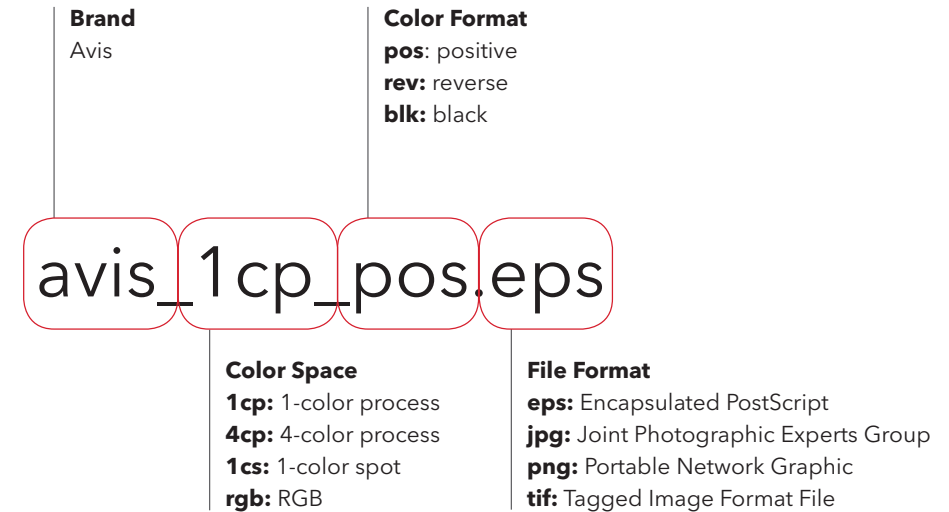 Brand
Avis
Color Format
pos: positive
rev: reverse
blk: black
avis_1cp_pos.eps
Color Space
1cp: 1-color process
4cp: 4-color process
1cs: 1-color spot
rgb: RGB
File Format
eps: Encapsulated PostScript
jpg: Joint Photographic Experts Group
png: Portable Network Graphic
tif: Tagged Image Format File